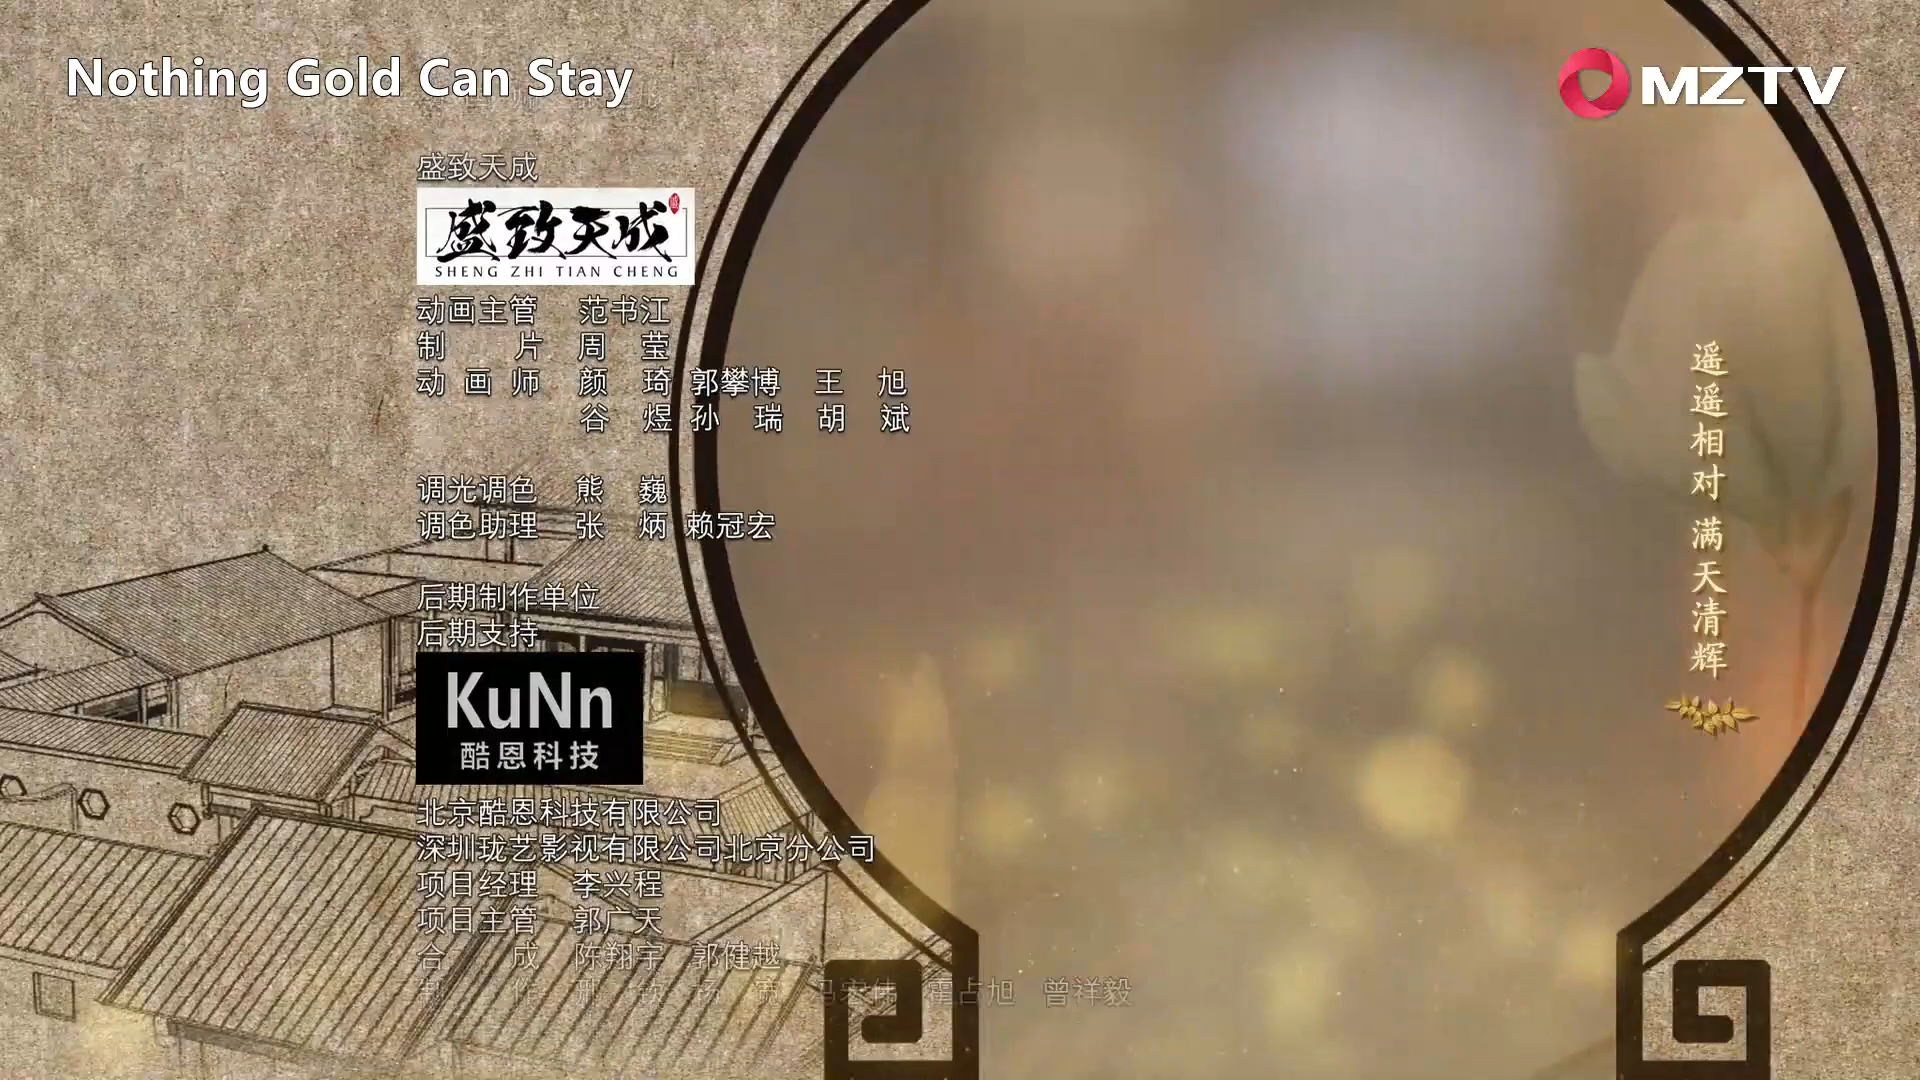 Nothing Gold Can Stay
MZTV
盛致天成
盛致天成
SHENG ZHI TIAN CHENG
动画主管 范书江
制 片 周 莹
动 画 师 颜 琦 郭攀博 王 旭
谷 煜 孙 瑞 胡 斌
调光调色 熊 巍
调色助理 张 炳 赖冠宏
后期制作单位
后期支持
KuNn
酷恩科技
北京酷恩科技有限公司
深圳珑艺影视有限公司北京分公司
项目经理 李兴程
项目主管 郭广天
合 成 陈翔宇 郭健越
制 作 霍占旭 曾祥毅
遥遥相对 满天清辉